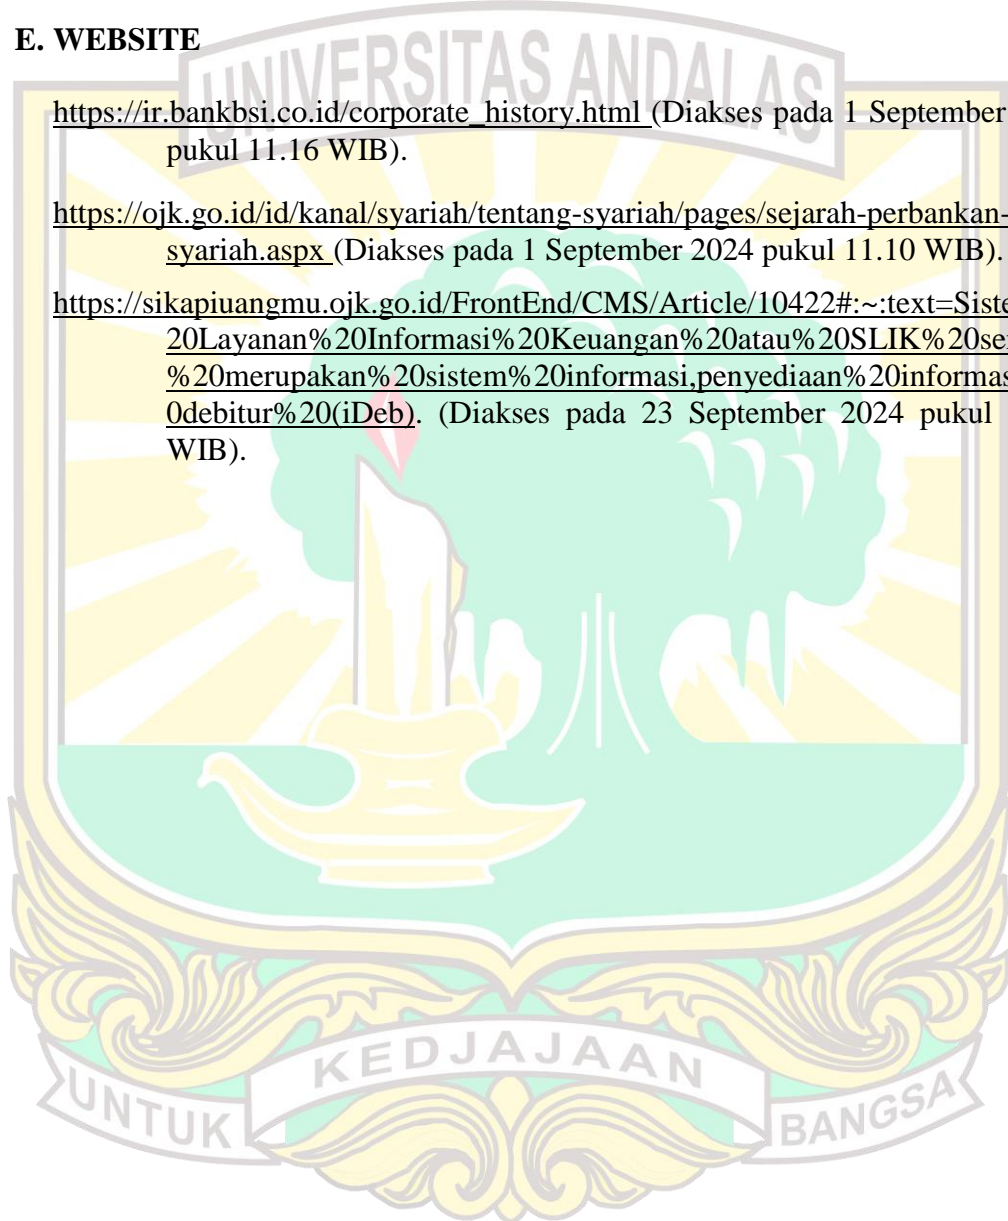 E. WEBSITE
UNIVERSITAS ANDALAS
https://ir.bankbsi.co.id/corporate_history.html (Diakses pada 1 September
pukul 11.16 WIB).
https://ojk.go.id/id/kanal/syariah/tentang-syariah/pages/sejarah-perbankan-
syariah.aspx (Diakses pada 1 September 2024 pukul 11.10 WIB).
https://sikapiuangmu.ojk.go.id/FrontEnd/CMS/Article/10422#:~:text=Siste
20Layanan%20Informasi%20Keuangan%20atau%20SLIK%20se
%20merupakan%20sistem%20informasi,penyediaan%20informas
0debitur%20(iDeb). (Diakses pada 23 September 2024 pukul
WIB).
UNTUK KEDJAJAAN BANGSA